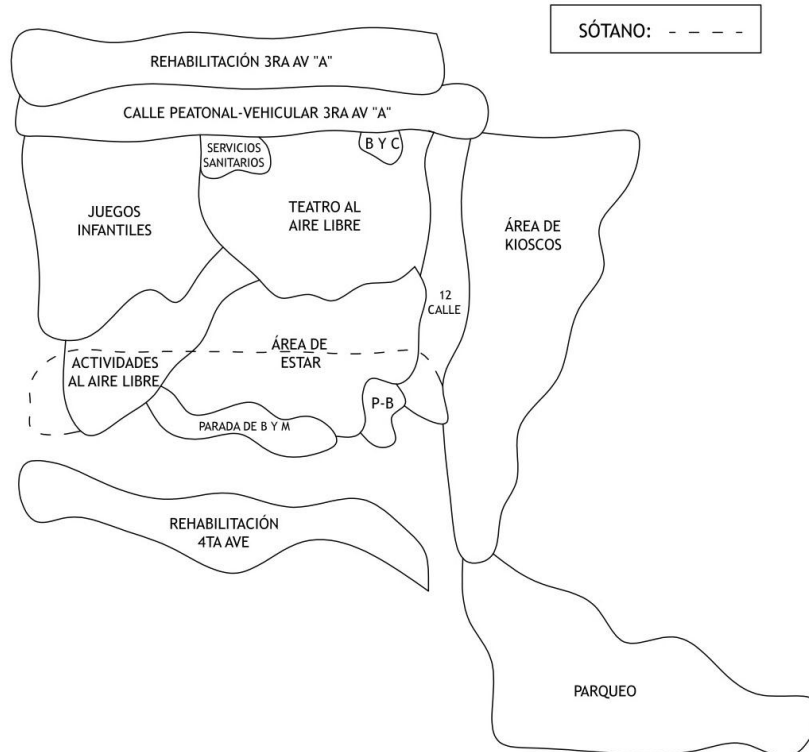 SÓTANO:
REHABILITACIÓN 3RA AV "A"
CALLE PEATONAL-VEHICULAR 3RA AV "A"
SERVICIOS
SANITARIOS
B Y C
JUEGOS
INFANTILES
TEATRO AL
AIRE LIBRE
ÁREA DE
KIOSCOS
12
CALLE
ÁREA DE
ESTAR
ACTIVIDADES
AL AIRE LIBRE
P-B
PARADA DE B Y M
REHABILITACIÓN
4TA AVE
PARQUEO